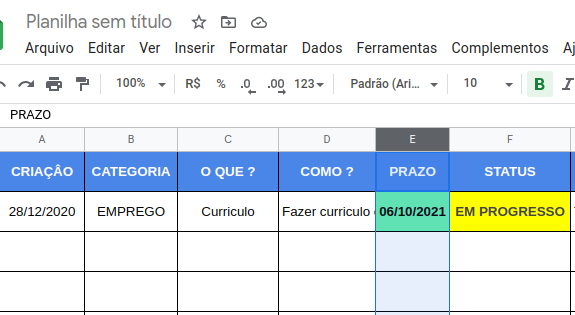 Planilha sem título
Arquivo Editar Ver Inserir Formatar Dados Ferramentas Complementos Aj
100% R$ % .0 .00 123 Padrão (Ari... 10 B I
PRAZO
A B C D E F
CRIAÇÂO CATEGORIA O QUE ? COMO ? PRAZO STATUS
28/12/2020 EMPREGO Curriculo Fazer curriculo 06/10/2021 EM PROGRESSO